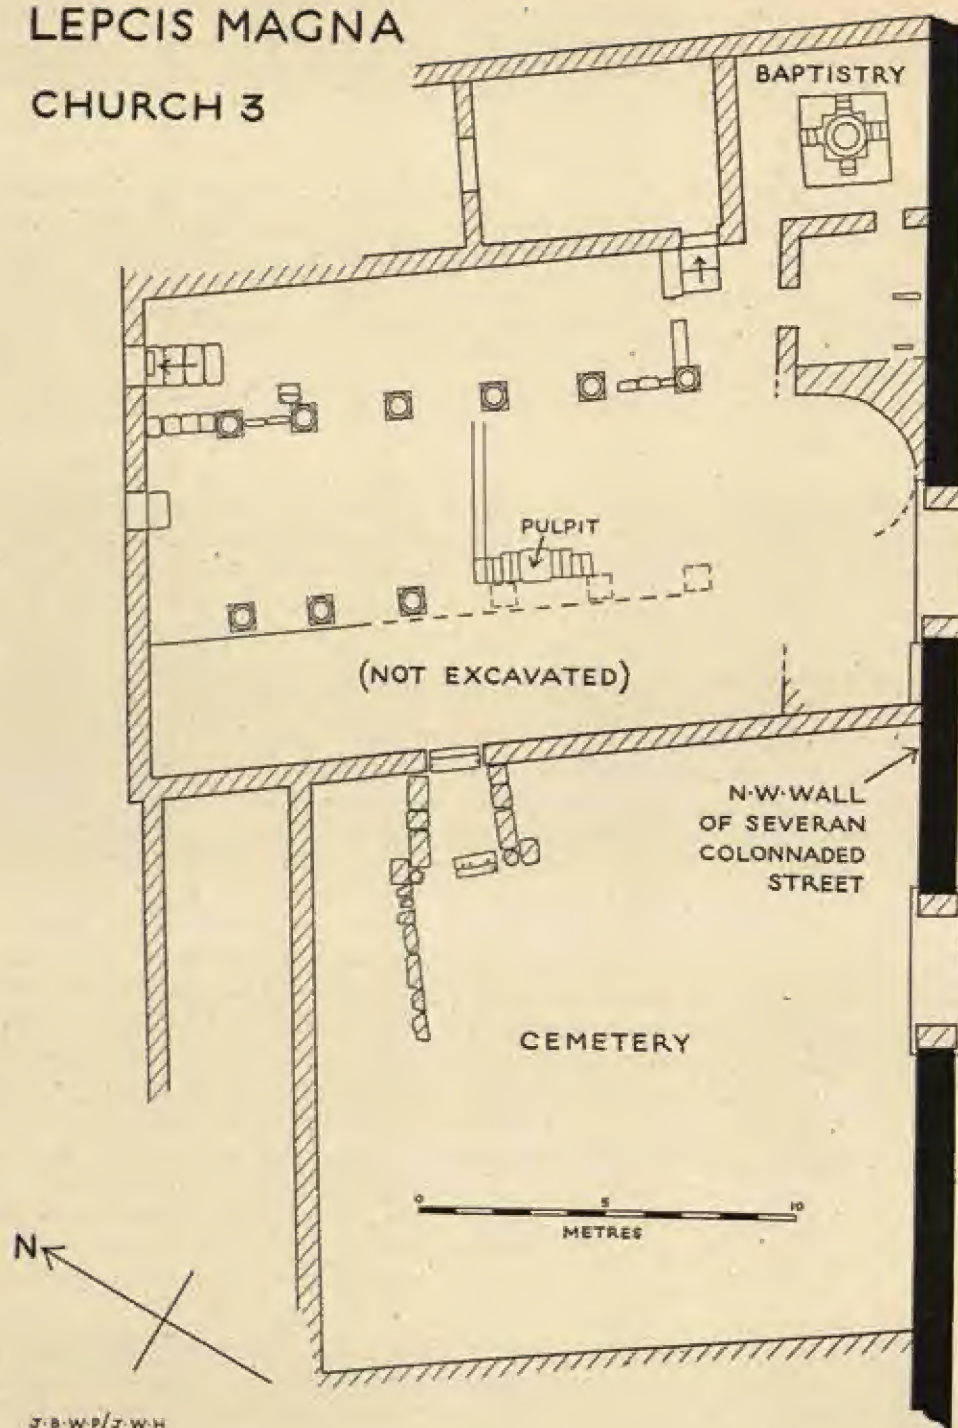 LEPCIS MAGNA
CHURCH 3
BAPTISTRY
PULPIT
(NOT EXCAVATED)
N·W·WALL
OF SEVERAN
COLONNADED
STREET
CEMETERY
0 5 10
METRES
N
J·B·W·P/J·W·H